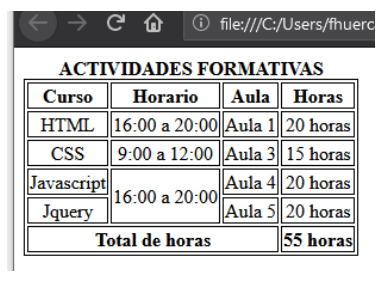 file:///C:/Users/fhuerc
ACTIVIDADES FORMATIVAS
Curso Horario Aula Horas
HTML 16:00 a 20:00 Aula 1 20 horas
CSS 9:00 a 12:00 Aula 3 15 horas
Javascript 16:00 a 20:00 Aula 4 20 horas
Jquery Aula 5 20 horas
Total de horas 55 horas